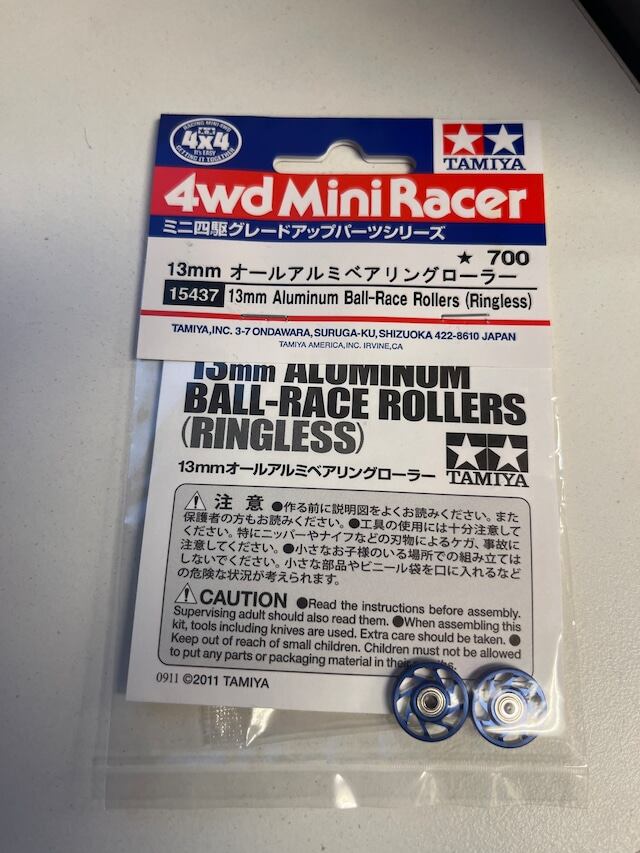 RACING MINI 4WD
4x4
It's EASY
GETTING IT TOGETHER
TAMIYA
4wd Mini Racer
ミニ四駆グレードアップパーツシリーズ
★ 700
13mm オールアルミベアリングローラー
15437 13mm Aluminum Ball-Race Rollers (Ringless)
TAMIYA,INC. 3-7 ONDAWARA, SURUGA-KU, SHIZUOKA 422-8610 JAPAN
TAMIYA AMERICA,INC. IRVINE,CA
13mm ALUMINUM
BALL-RACE ROLLERS
(RINGLESS)
13mmオールアルミベアリングローラー
TAMIYA
注意 ●作る前に説明図をよくお読みください。また
保護者の方もお読みください。●工具の使用には十分注意して
ください。特にニッパーやナイフなどの刃物によるケガ、事故に
注意してください。●小さなお子様のいる場所での組み立ては
しないでください。小さな部品やビニール袋を口に入れるなど
の危険な状況が考えられます。
CAUTION ●Read the instructions before assembly.
Supervising adult should also read them. ●When assembling this
kit, tools including knives are used. Extra care should be taken. ●
Keep out of reach of small children. Children must not be allowed
to put any parts or packaging material in their
0911 ©2011 TAMIYA